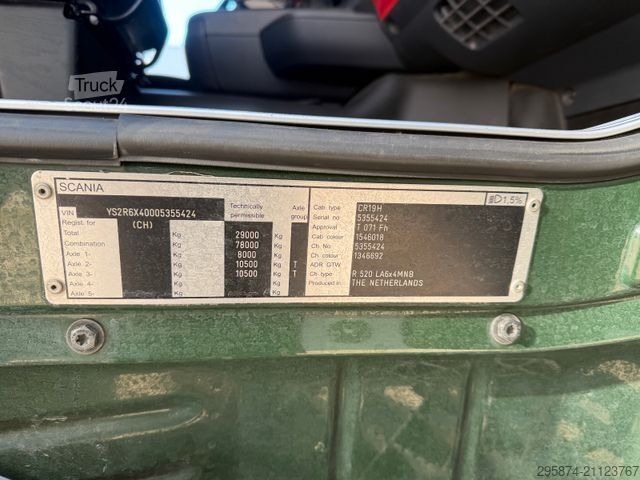 Truck
Scout24
SCANIA
1.5%
VIN YS2R6X40005355424 Technically permissible Axle group Cab. type CR19H
Regist. for (CH) Serial no 5355424
Total Kg 29000 Approval T 071 Fh
Combination Kg 78000 Cab. colour 1546018
Axle 1- Kg 8000 Ch. No 5355424
Axle 2- Kg 10500 T Ch. colour 1346692
Axle 3- Kg 10500 T ADR, GTW
Axle 4- Kg Ch. type R 520 LA6x4MNB
Axle 5- Kg Produced in THE NETHERLANDS
295874-21123767